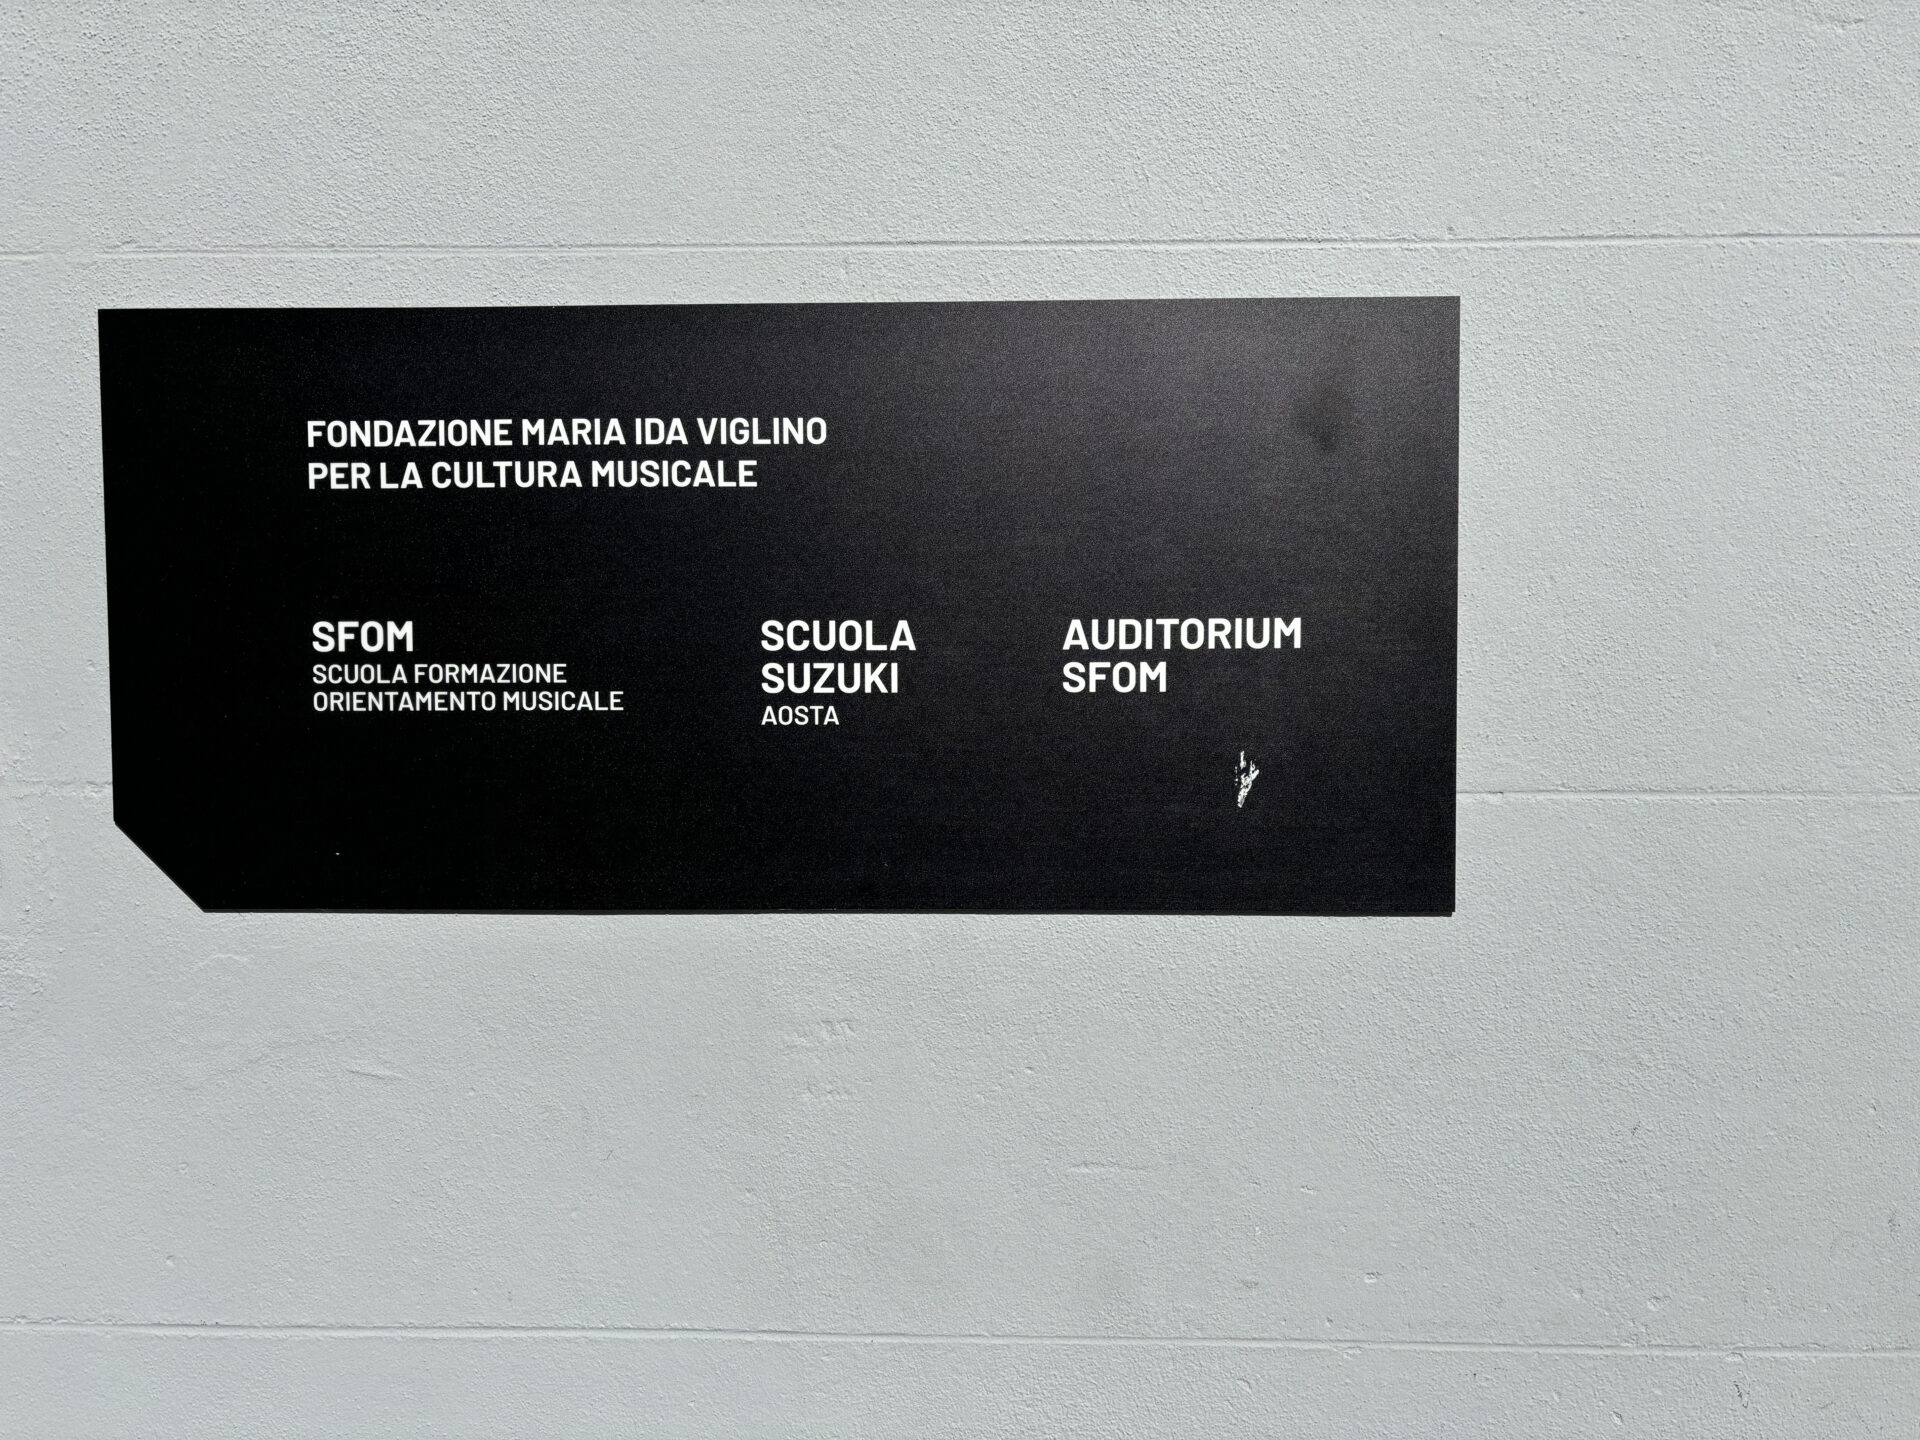 FONDAZIONE MARIA IDA VIGLINO
PER LA CULTURA MUSICALE
SFOM
SCUOLA FORMAZIONE
ORIENTAMENTO MUSICALE
SCUOLA
SUZUKI
AOSTA
AUDITORIUM
SFOM